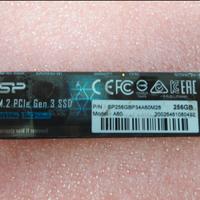 SP
M.2 PCIe Gen 3 SSD
P/N : SP256GBP34A60M28
256GB
Model : A60